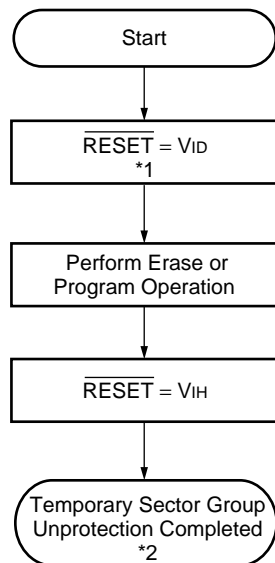 Start
RESET = VID
*1
Perform Erase or
Program Operation
RESET = VIH
Temporary Sector Group
Unprotection Completed
*2